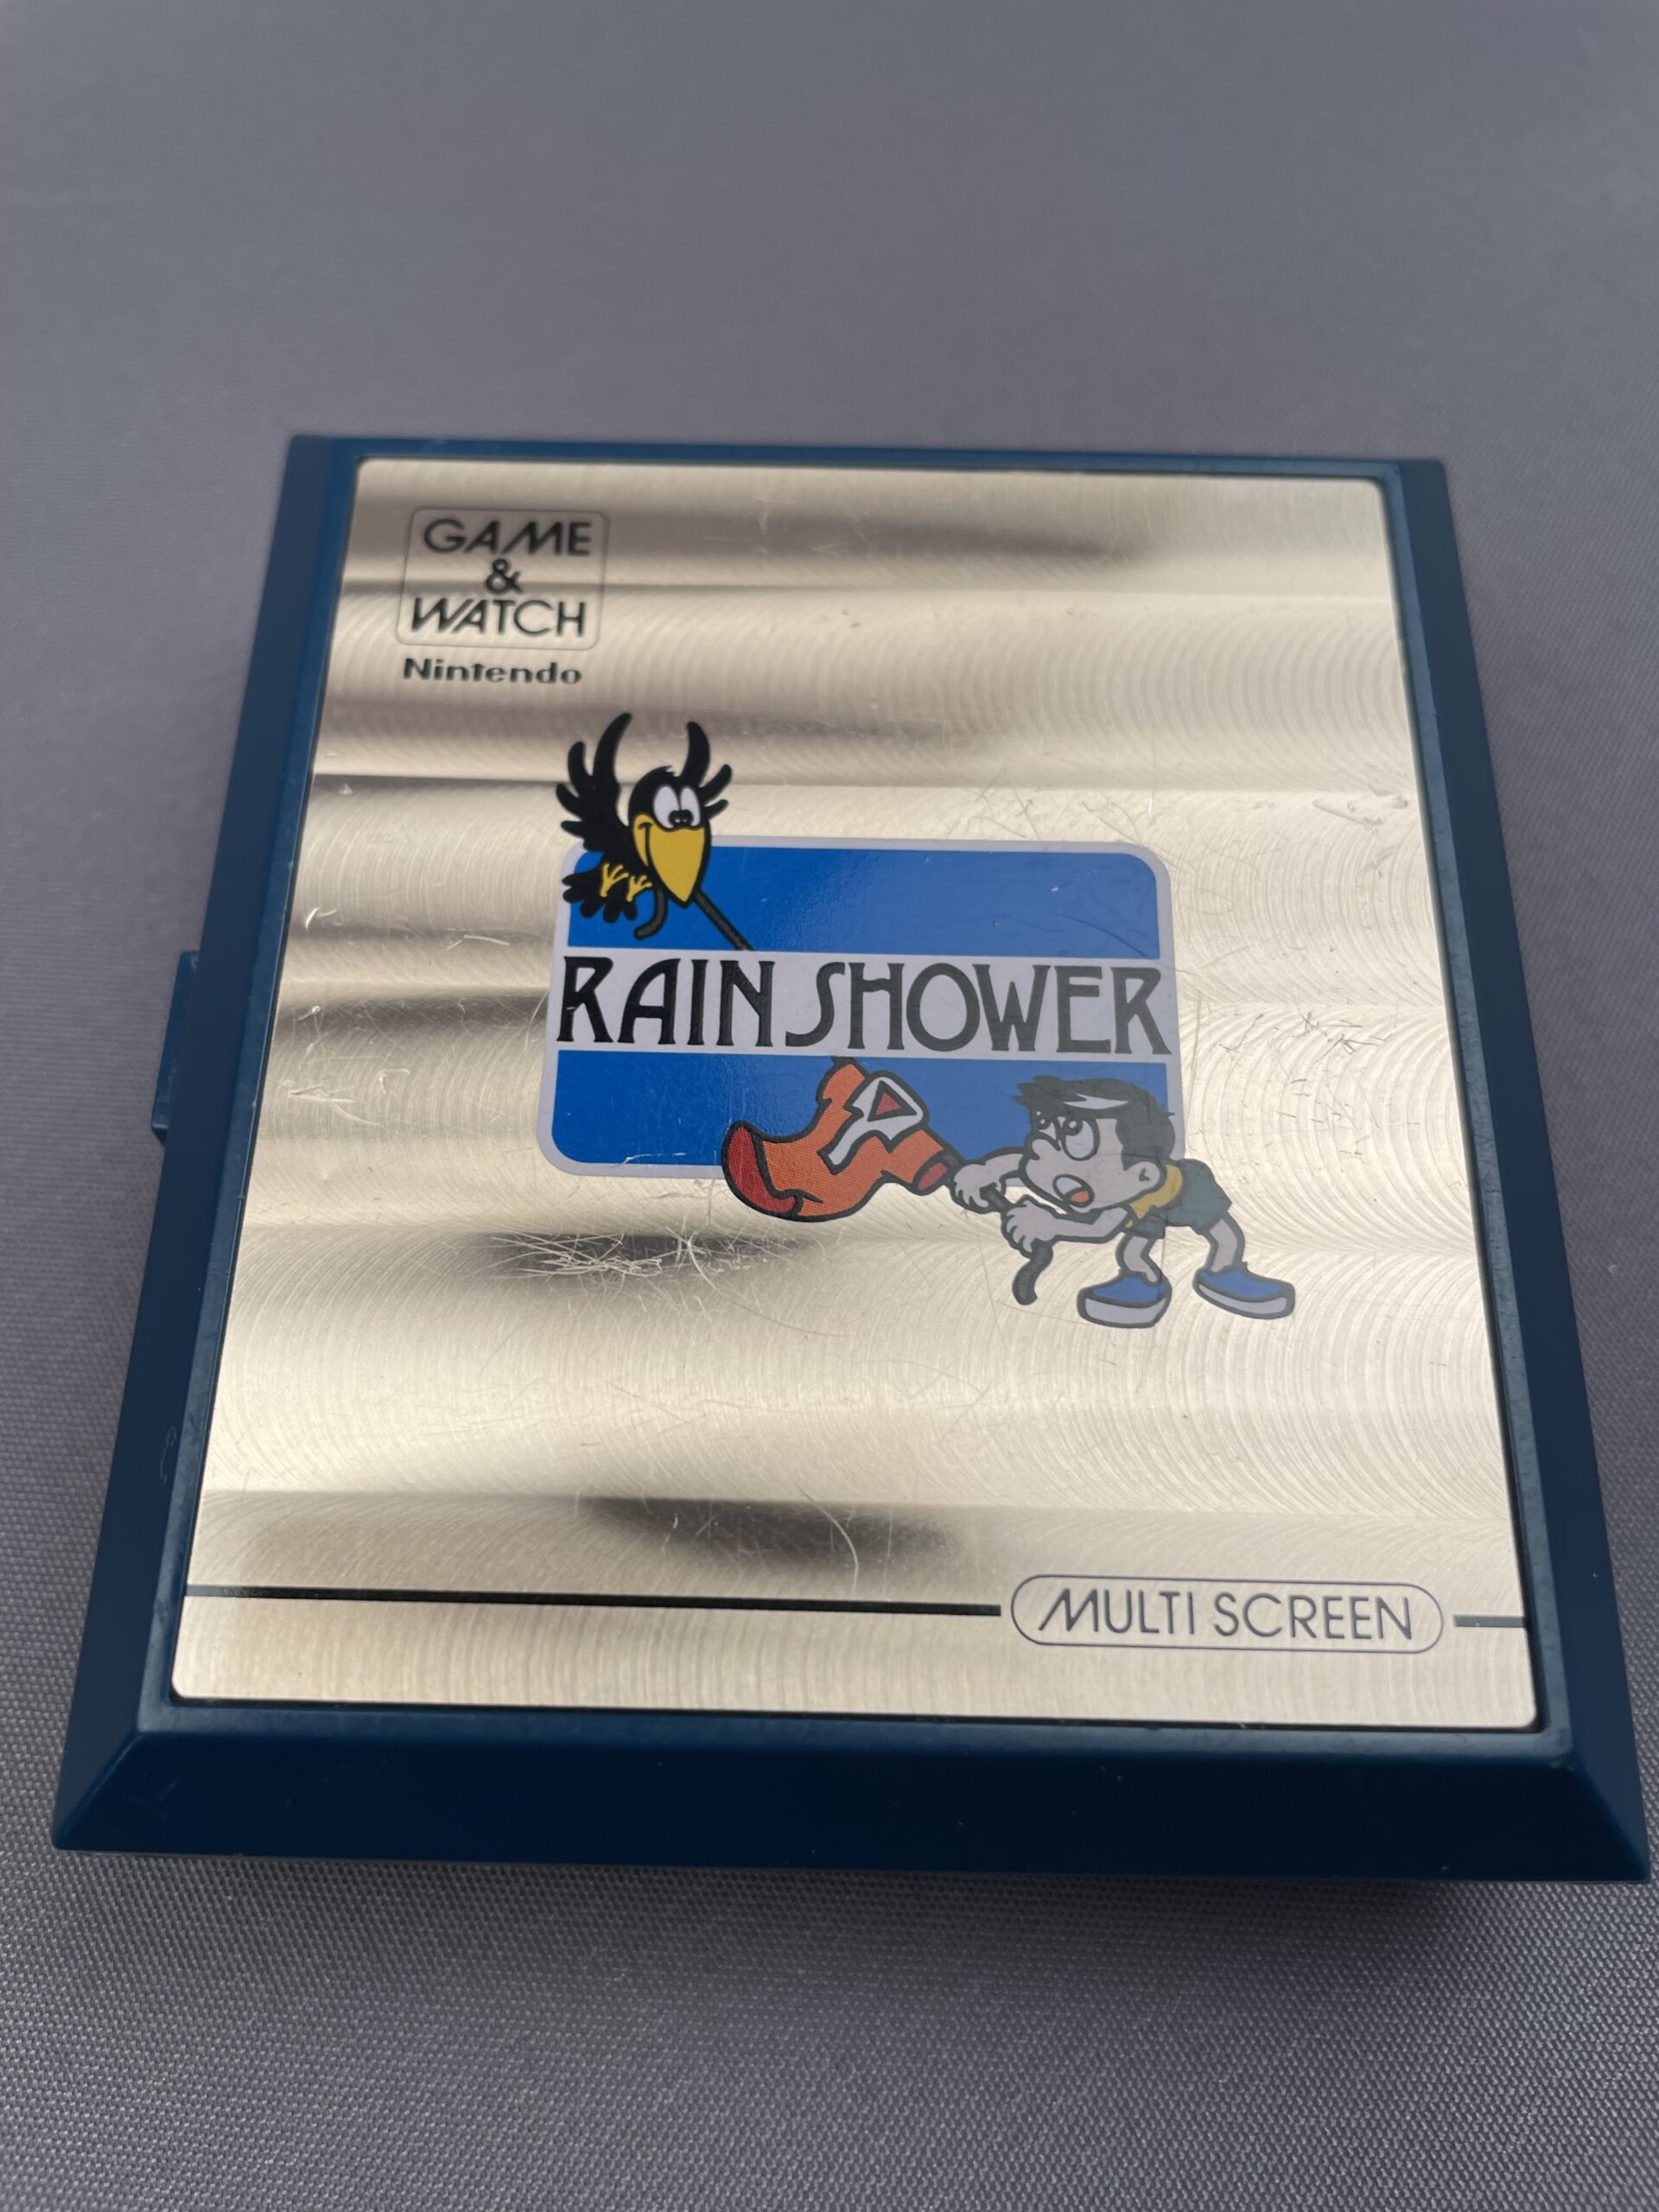 GAME
&
WATCH
Nintendo
RAIN SHOWER
MULTI SCREEN